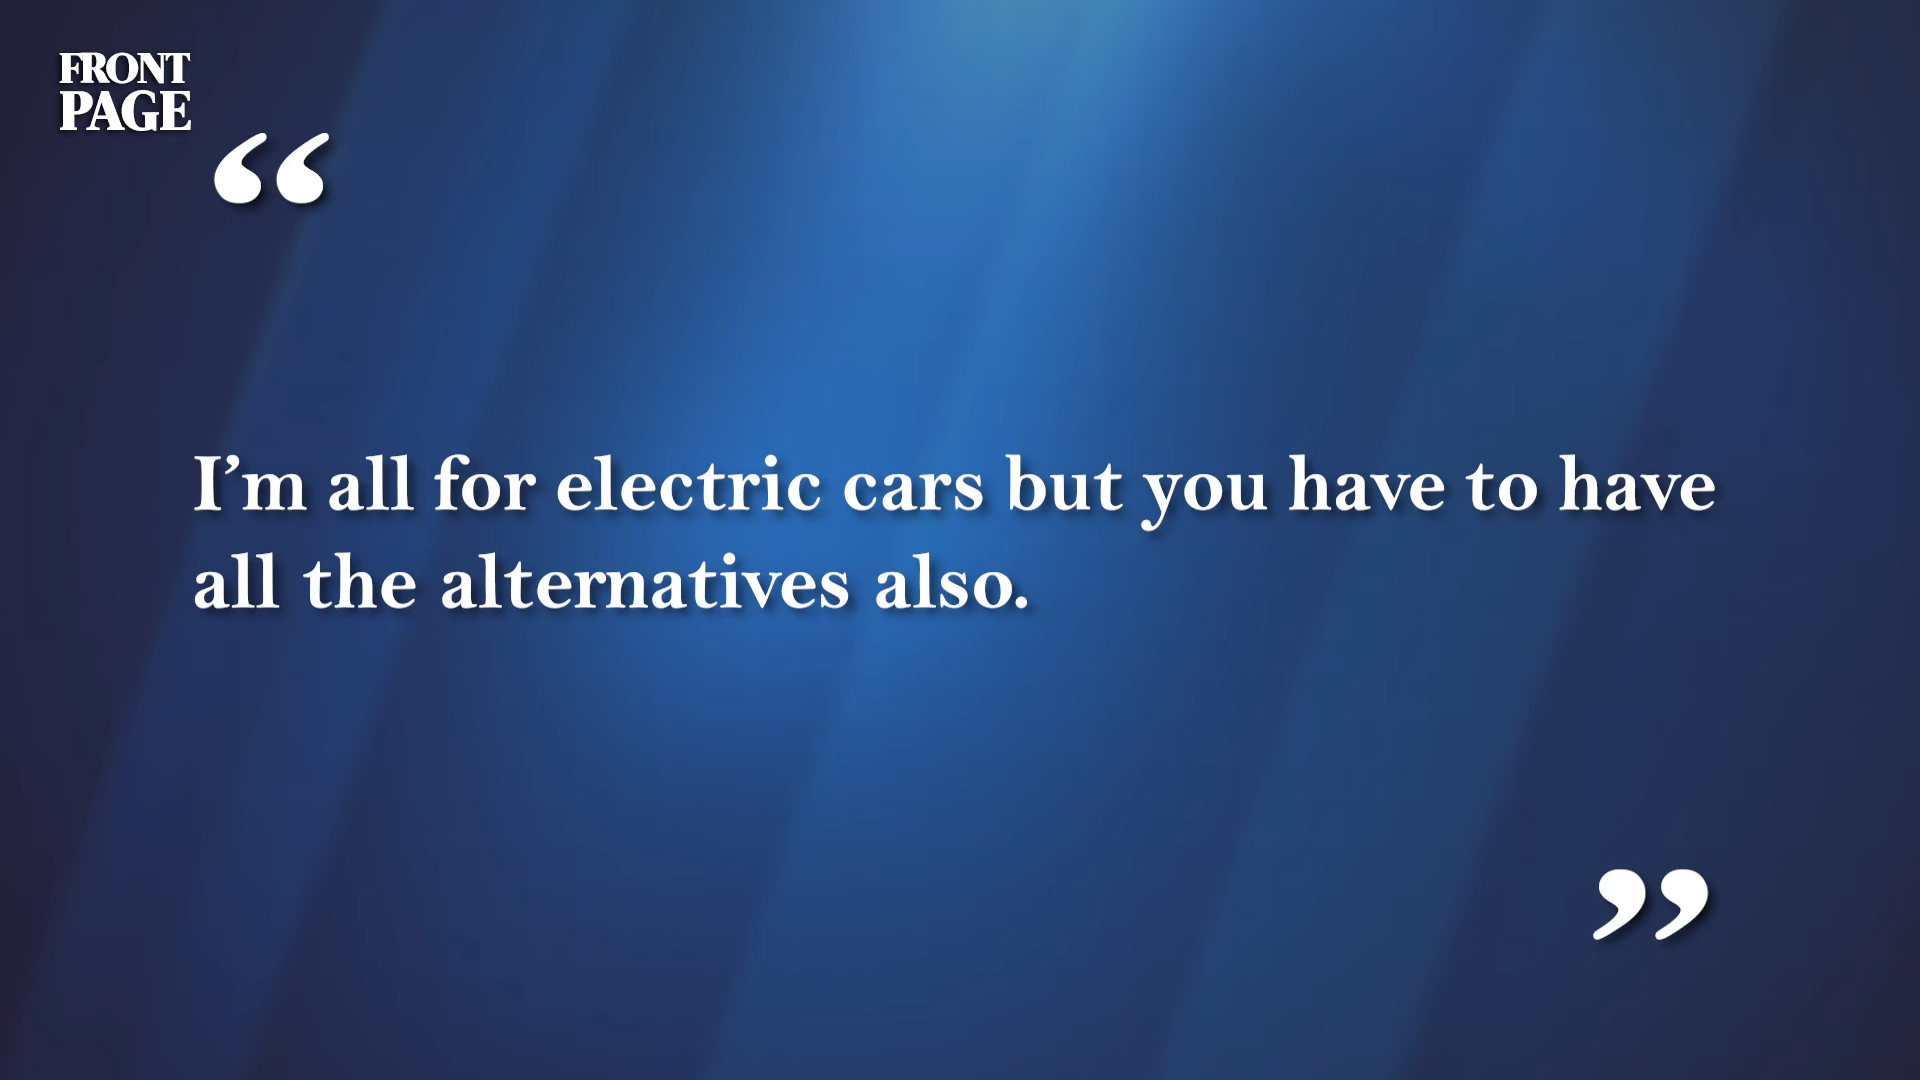 FRONT
PAGE
“
I’m all for electric cars but you have to have
all the alternatives also.
”